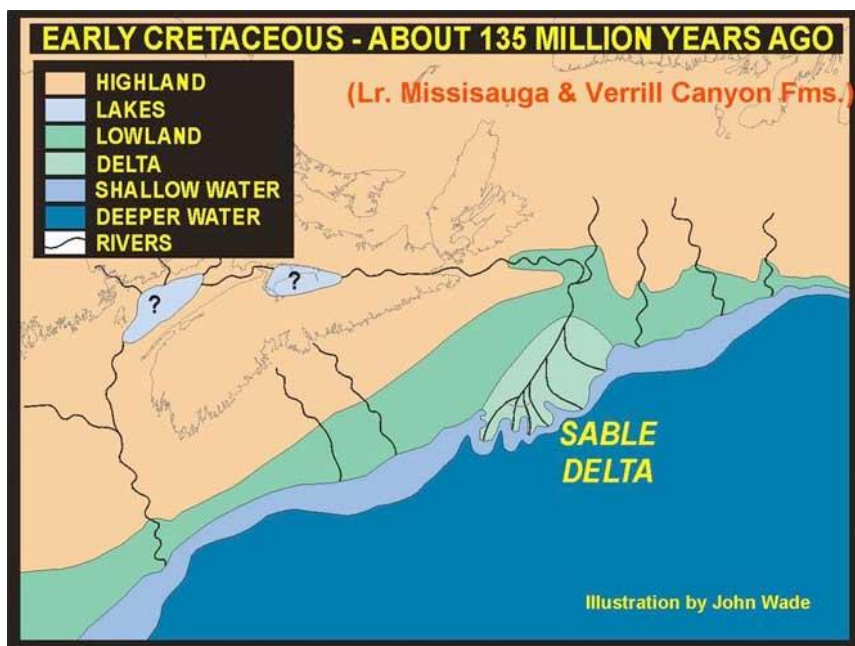 EARLY CRETACEOUS - ABOUT 135 MILLION YEARS AGO
(Lr. Missisauga & Verrill Canyon Fms.)
HIGHLAND
LAKES
LOWLAND
DELTA
SHALLOW WATER
DEEPER WATER
RIVERS
?
?
SABLE
DELTA
Illustration by John Wade